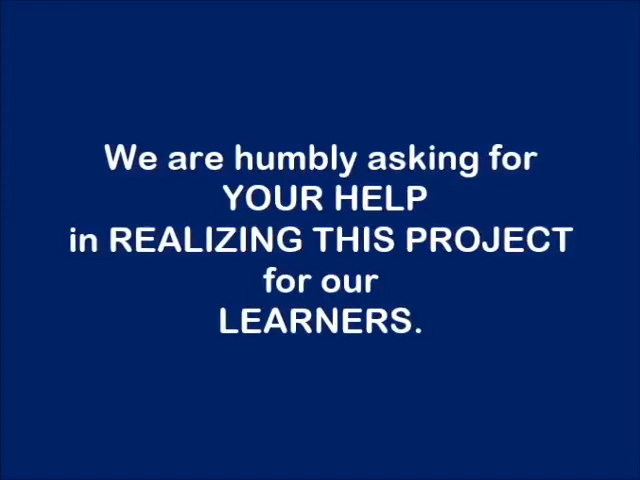 We are humbly asking for
YOUR HELP
in REALIZING THIS PROJECT
for our
LEARNERS.